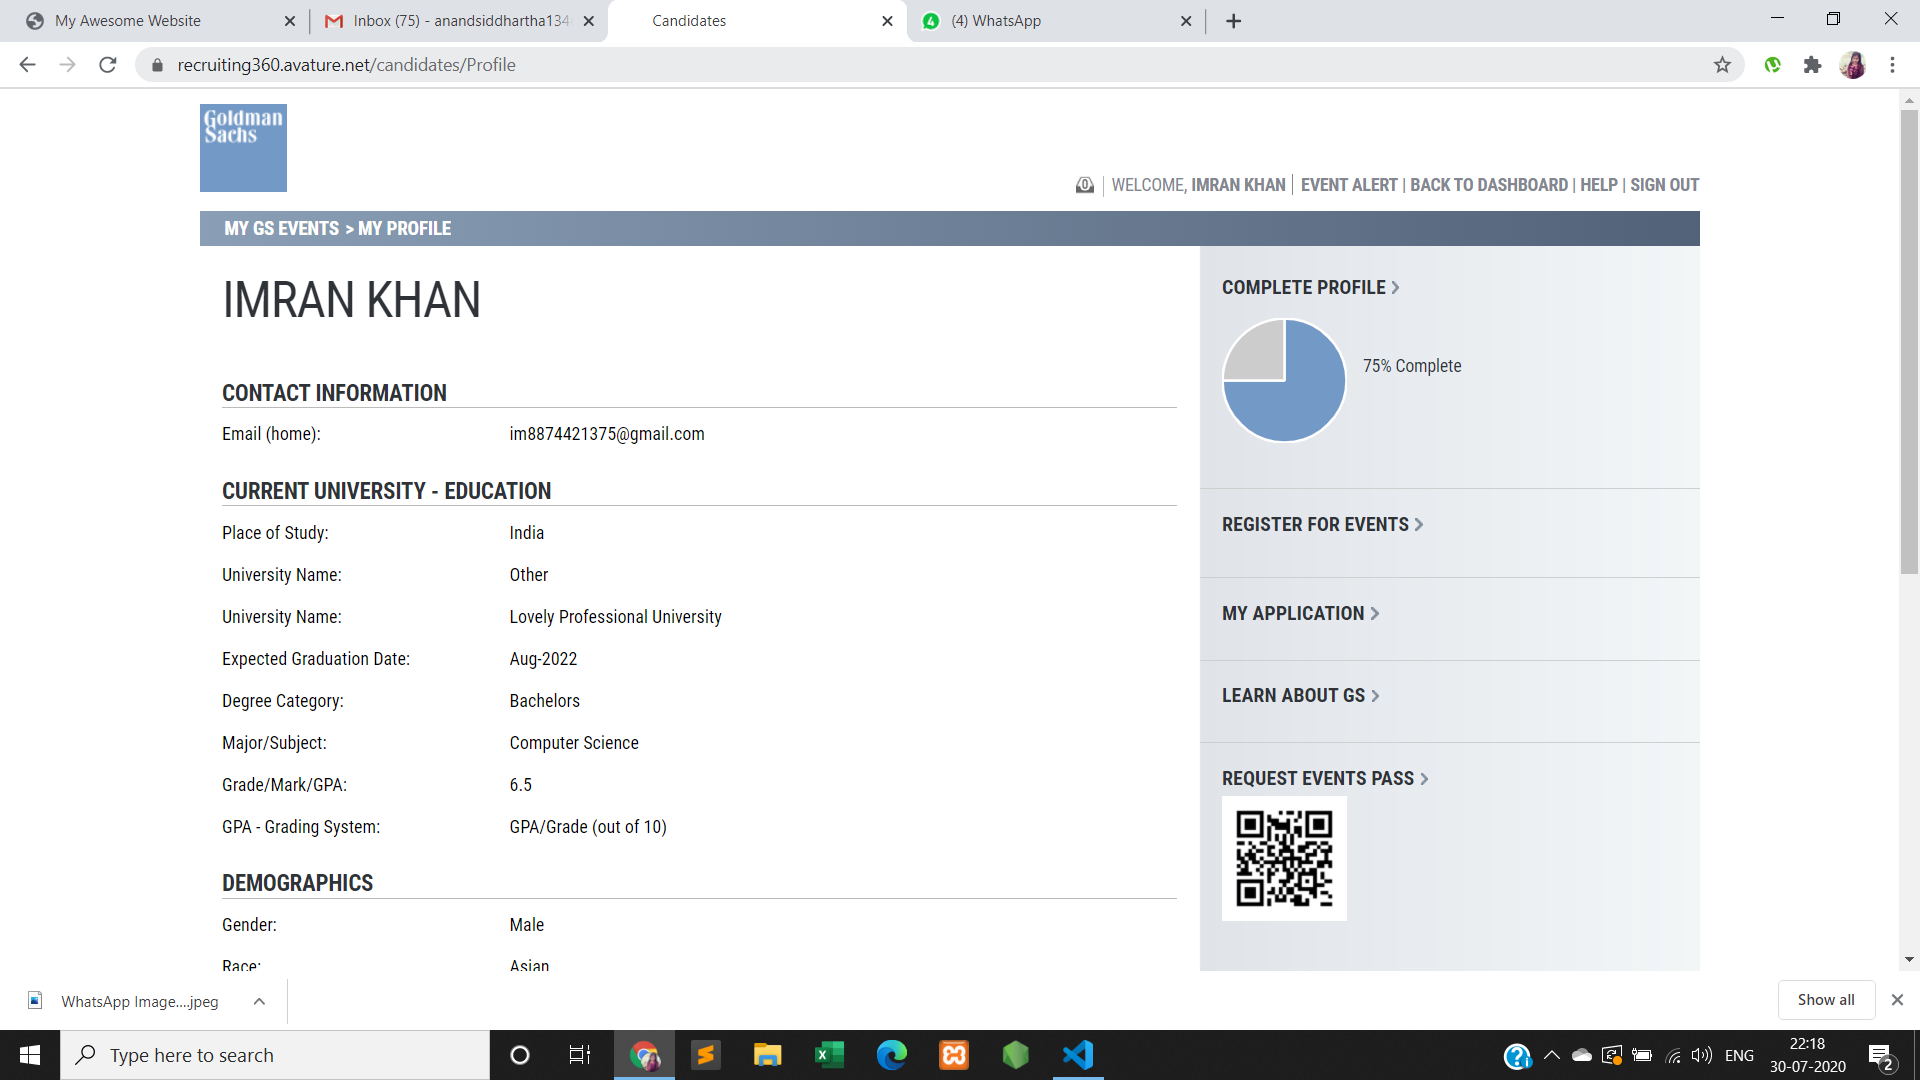 My Awesome Website
Inbox (75) - anandsiddhartha134
Candidates
(4) WhatsApp
recruiting360.avature.net/candidates/Profile
Goldman
Sachs
0 WELCOME, IMRAN KHAN EVENT ALERT | BACK TO DASHBOARD | HELP | SIGN OUT
MY GS EVENTS > MY PROFILE
IMRAN KHAN
CONTACT INFORMATION
Email (home): im8874421375@gmail.com
CURRENT UNIVERSITY - EDUCATION
Place of Study: India
University Name: Other
University Name: Lovely Professional University
Expected Graduation Date: Aug-2022
Degree Category: Bachelors
Major/Subject: Computer Science
Grade/Mark/GPA: 6.5
GPA - Grading System: GPA/Grade (out of 10)
DEMOGRAPHICS
Gender: Male
Race: Asian
COMPLETE PROFILE >
75% Complete
REGISTER FOR EVENTS >
MY APPLICATION >
LEARN ABOUT GS >
REQUEST EVENTS PASS >
WhatsApp Image....jpeg
Show all
Type here to search
ENG
22:18
30-07-2020
2